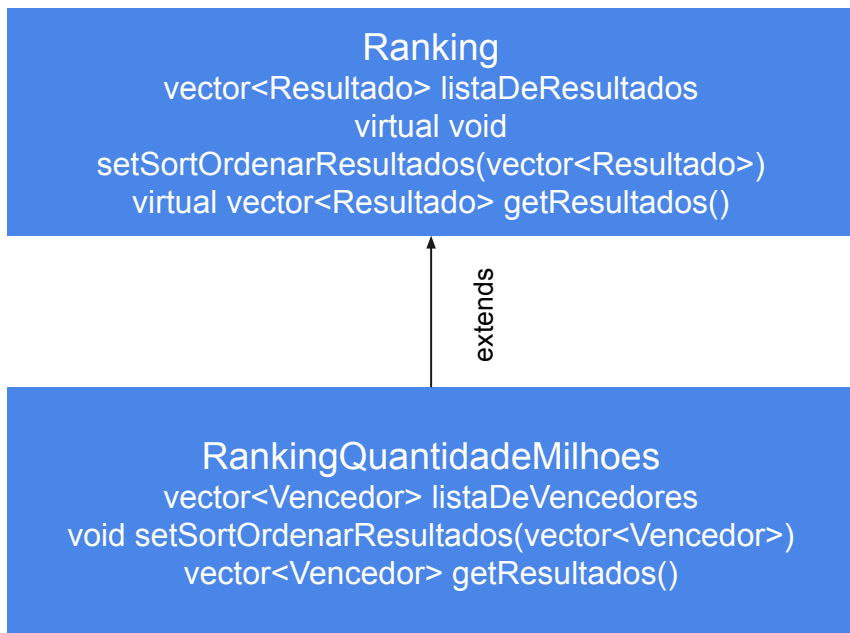 Ranking
vector<Resultado> listaDeResultados
virtual void
setSortOrdenarResultados(vector<Resultado>)
virtual vector<Resultado> getResultados()
extends
RankingQuantidadeMilhoes
vector<Vencedor> listaDeVencedores
void setSortOrdenarResultados(vector<Vencedor>)
vector<Vencedor> getResultados()